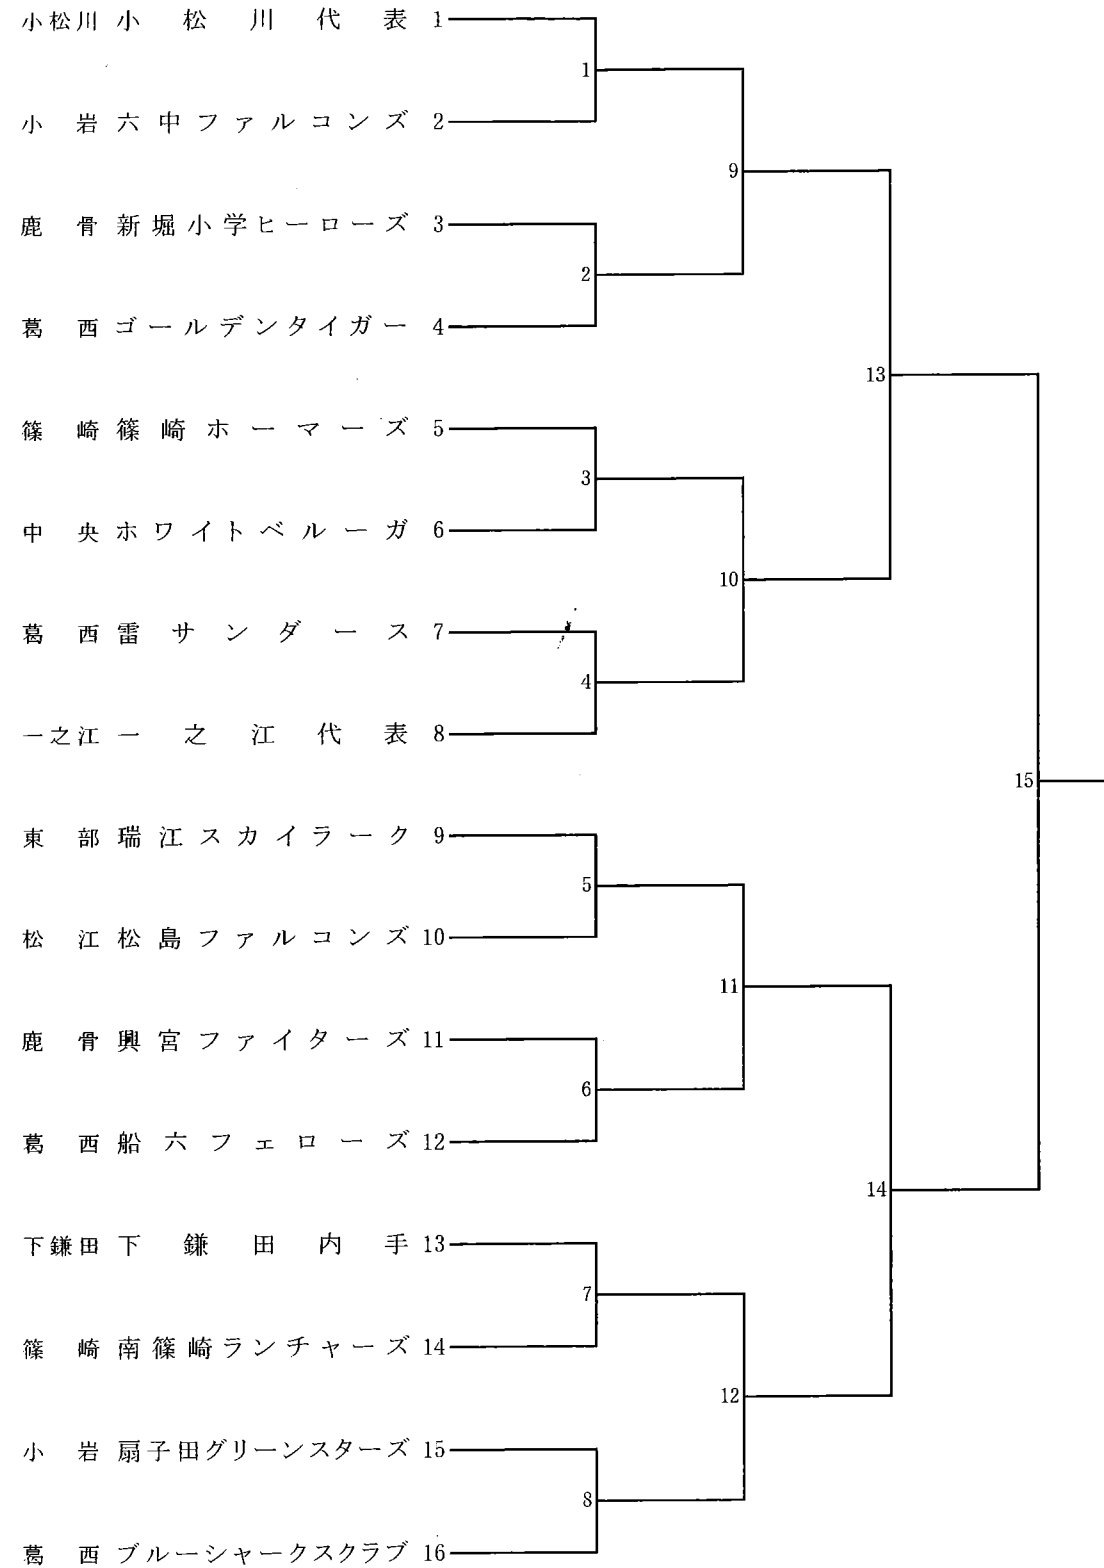 小松川 小松川代表 1
1
小岩 六中ファルコンズ 2
9
鹿骨 新堀小学ヒーローズ 3
2
葛西 ゴールデンタイガー 4
13
篠崎 篠崎ホーマーズ 5
3
中央 ホワイトベルーガ 6
10
葛西 雷サンダース 7
4
一之江 一之江代表 8
15
東部 瑞江スカイラーク 9
5
松江 松島ファルコンズ 10
11
鹿骨 興宮ファイターズ 11
6
葛西 船六フェローズ 12
14
下鎌田 下鎌田内手 13
7
篠崎 南篠崎ランチャーズ 14
12
小岩 扇子田グリーンスターズ 15
8
葛西 ブルーシャークスクラブ 16